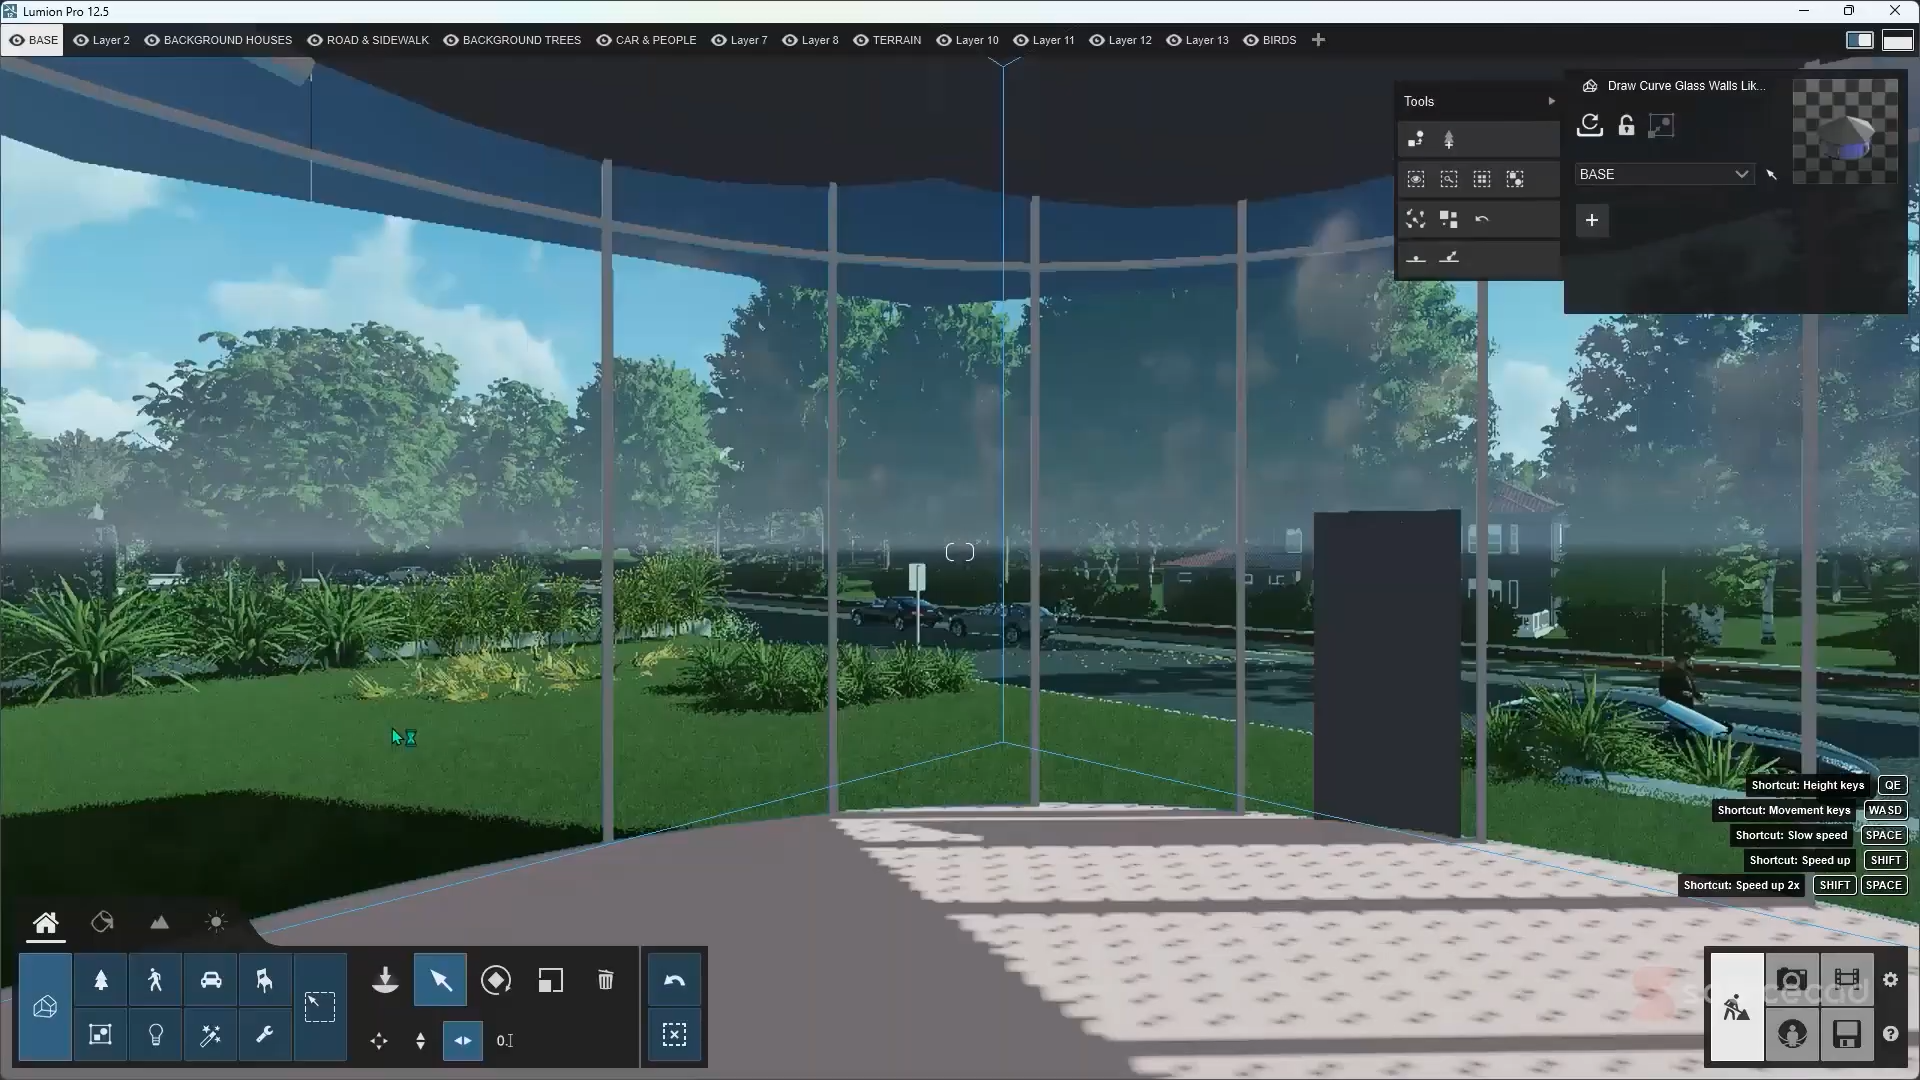 Lumion Pro 12.5
BASE Layer 2 BACKGROUND HOUSES ROAD & SIDEWALK BACKGROUND TREES CAR & PEOPLE Layer 7 Layer 8 TERRAIN Layer 10 Layer 11 Layer 12 Layer 13 BIRDS
Tools
Draw Curve Glass Walls Lik...
BASE
Shortcut: Height keys QE
Shortcut: Movement keys WASD
Shortcut: Slow speed SPACE
Shortcut: Speed up SHIFT
Shortcut: Speed up 2x SHIFT SPACE
0.
sourcecad